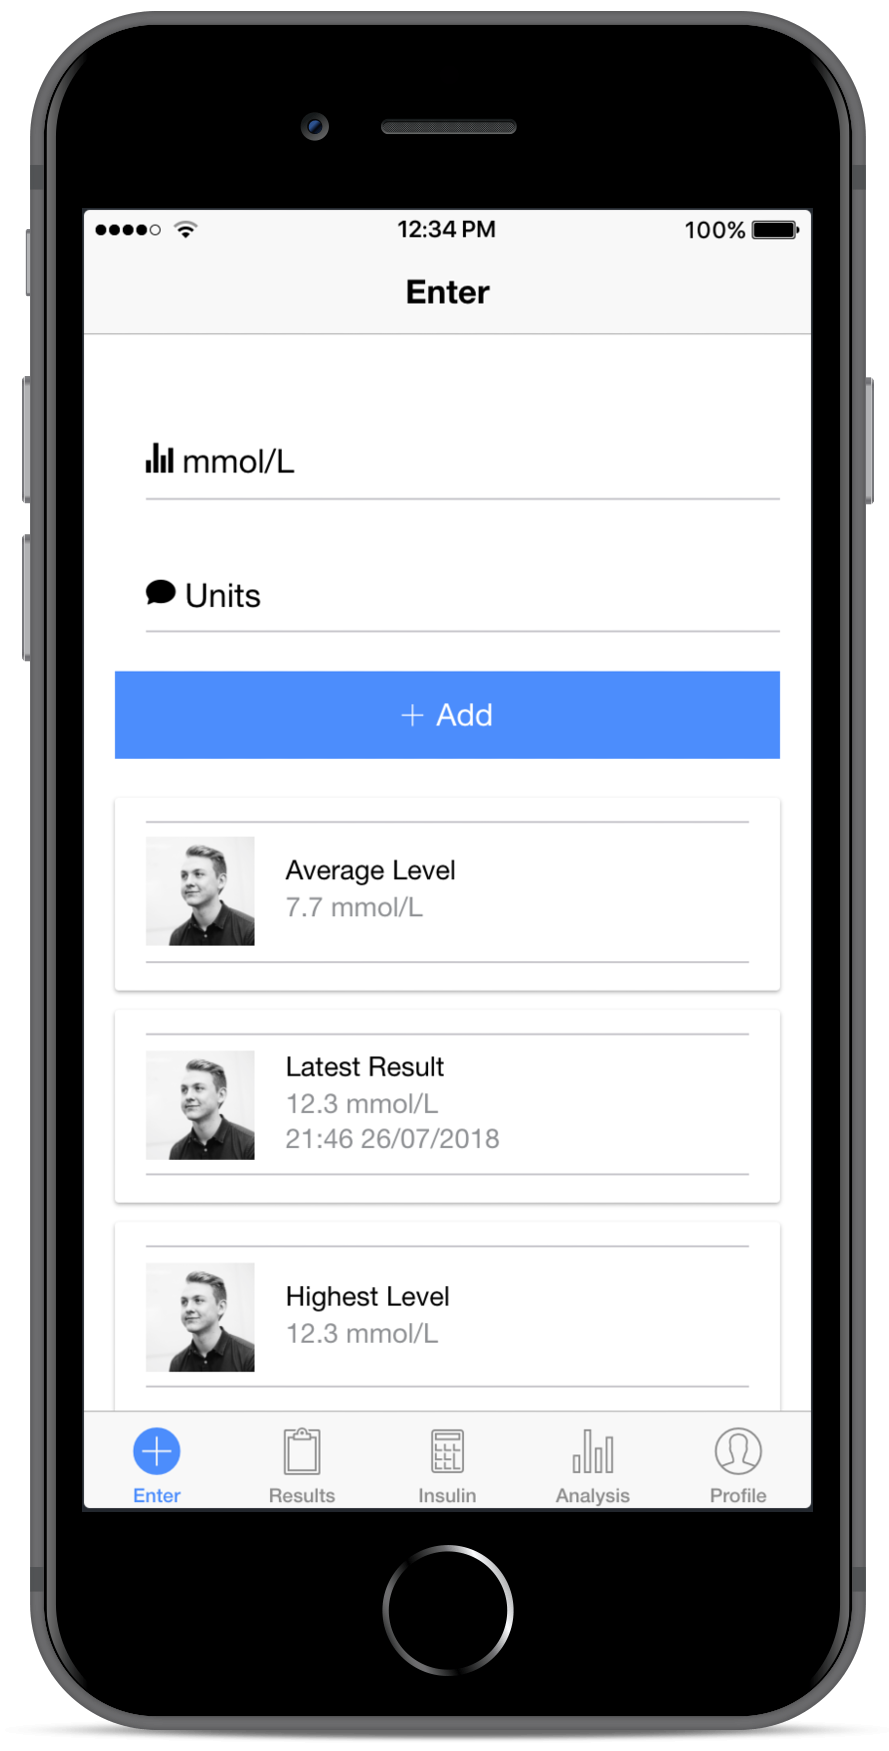 12:34 PM 100%
Enter
mmol/L
Units
+ Add
Average Level
7.7 mmol/L
Latest Result
12.3 mmol/L
21:46 26/07/2018
Highest Level
12.3 mmol/L
Enter Results Insulin Analysis Profile